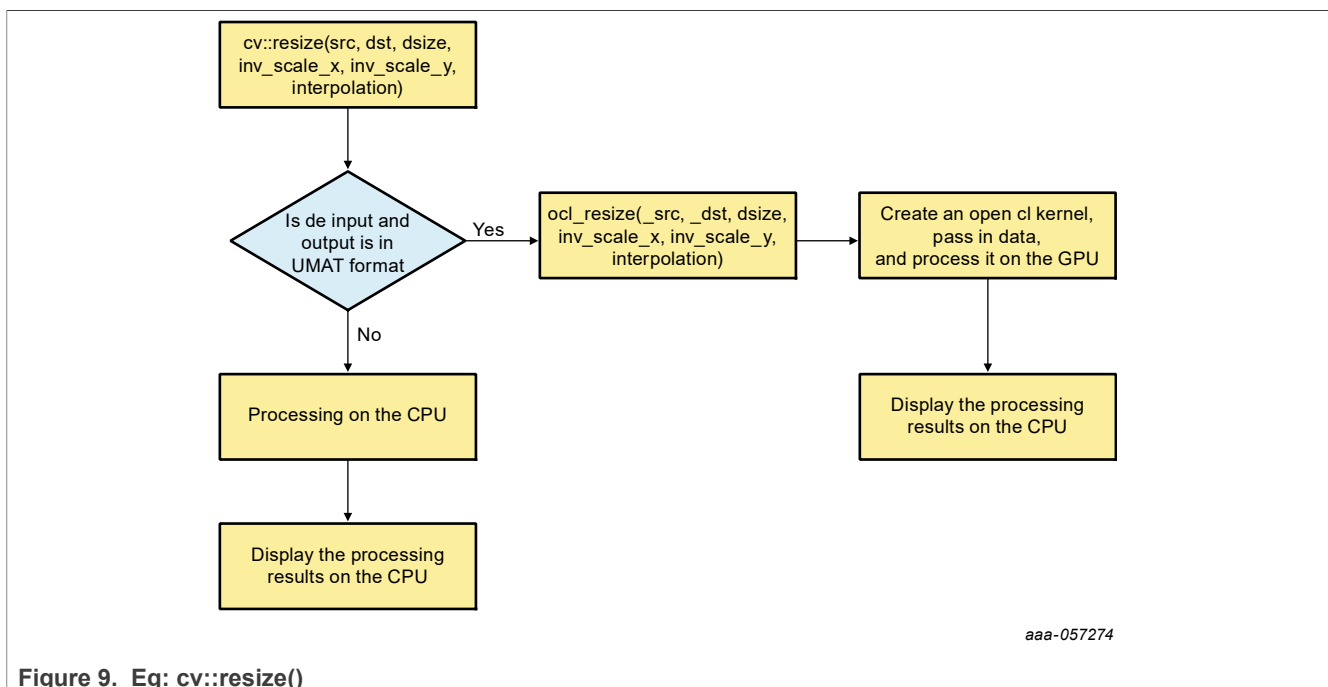 cv::resize(src, dst, dsize,
inv_scale_x, inv_scale_y,
interpolation)
Is de input and
output is in
UMAT format
Yes
ocl_resize(_src, _dst, dsize,
inv_scale_x, inv_scale_y,
interpolation)
Create an open cl kernel,
pass in data,
and process it on the GPU
No
Processing on the CPU
Display the processing
results on the CPU
Display the processing
results on the CPU
aaa-057274
Figure 9. Eg: cv::resize()